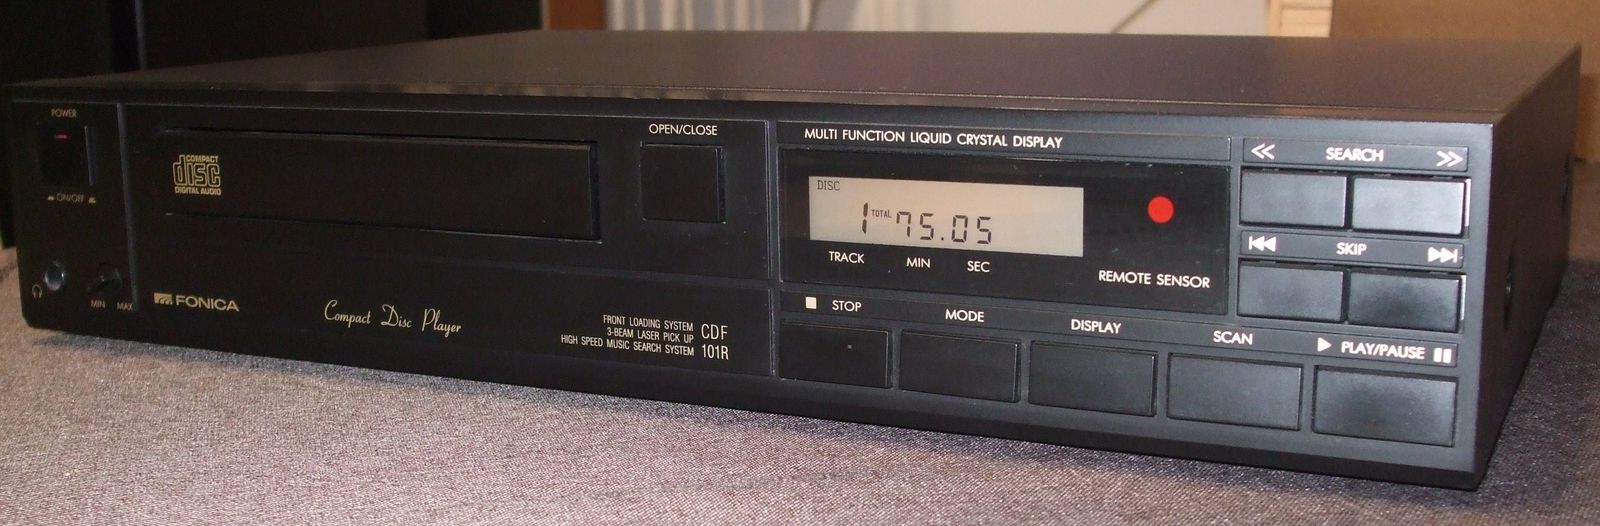 POWER
ON/OFF
MIN MAX
COMPACT
disc
DIGITAL AUDIO
OPEN/CLOSE
FONICA
Compact Disc Player
FRONT LOADING SYSTEM
3-BEAM LASER PICK UP
HIGH SPEED MUSIC SEARCH SYSTEM
CDF
101R
MULTI FUNCTION LIQUID CRYSTAL DISPLAY
DISC
1 TOTAL 75.05
TRACK MIN SEC
REMOTE SENSOR
SEARCH
SKIP
STOP
MODE
DISPLAY
SCAN
PLAY/PAUSE